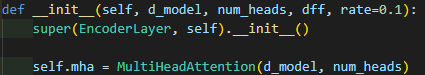 def __init__(self, d_model, num_heads, dff, rate=0.1):
super(EncoderLayer, self).__init__()
self.mha = MultiHeadAttention(d_model, num_heads)